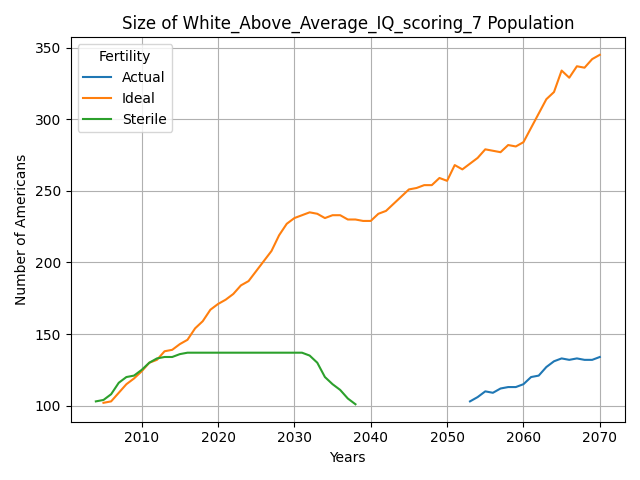 Size of White_Above_Average_IQ_scoring_7 Population
Fertility
Actual
Ideal
Sterile
Number of Americans
350
300
250
200
150
100
2010 2020 2030 2040 2050 2060 2070
Years